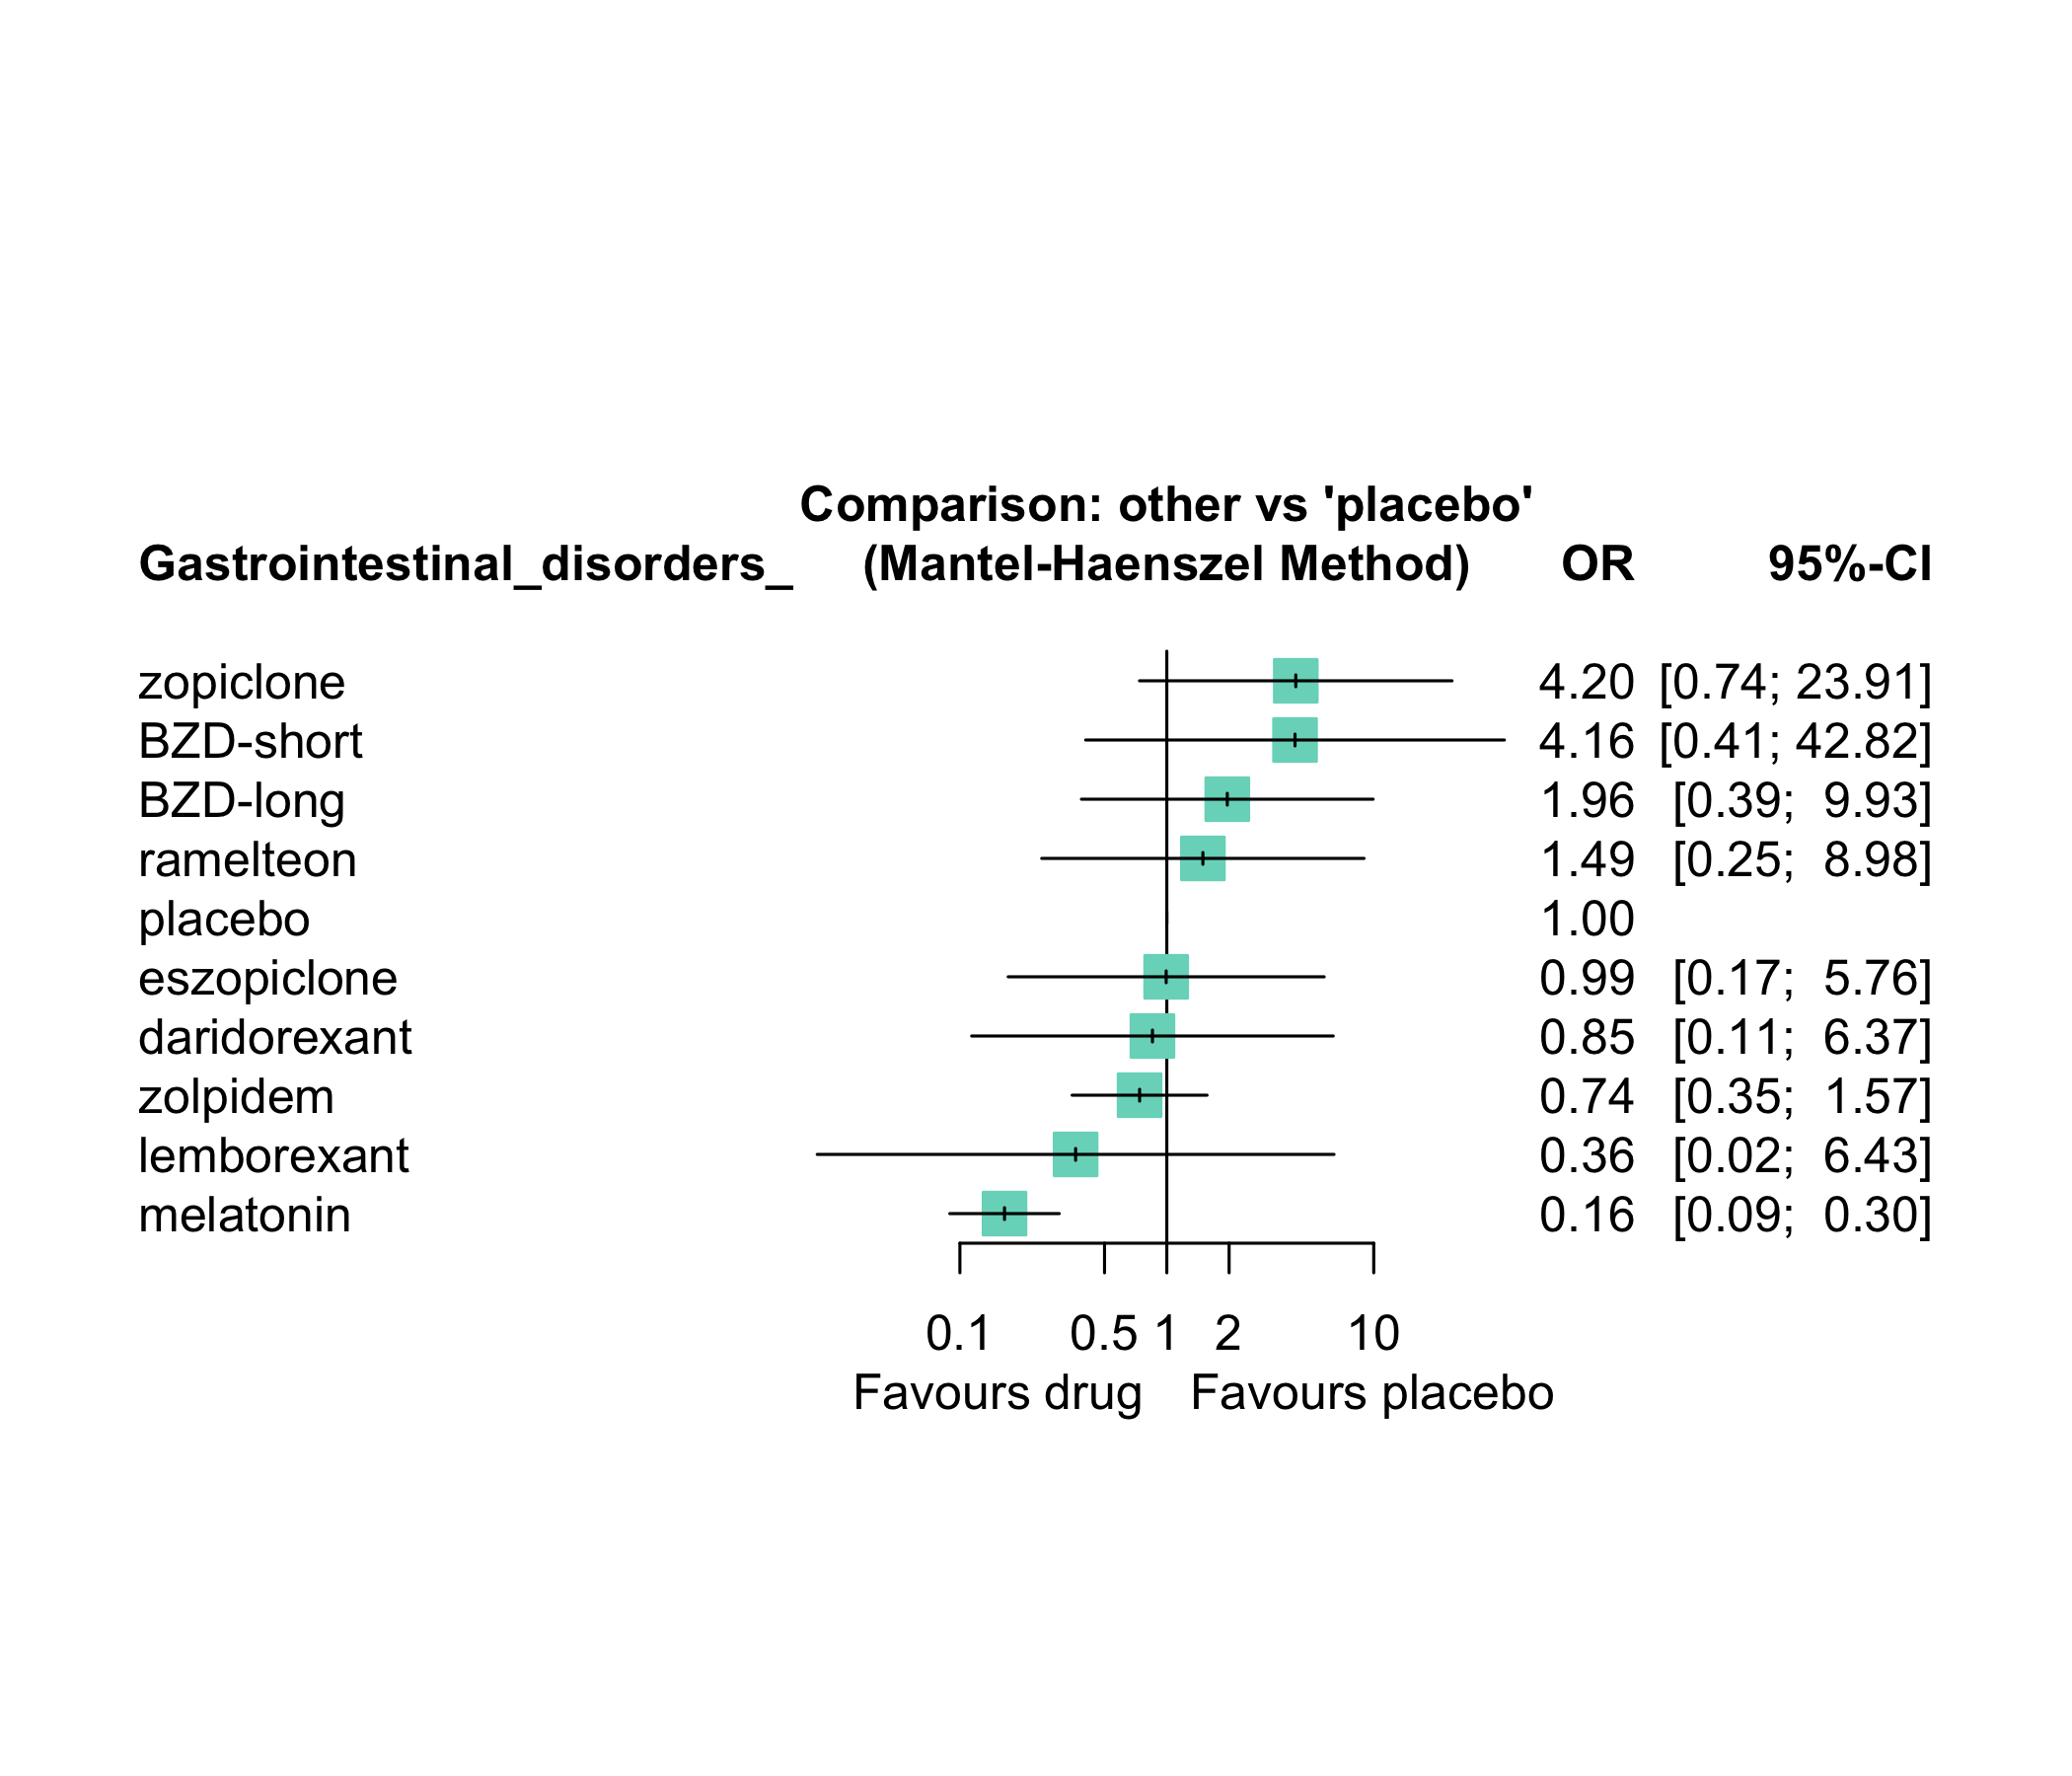 Comparison: other vs 'placebo'
Gastrointestinal_disorders_ (Mantel-Haenszel Method) OR 95%-CI
zopiclone 4.20 [0.74; 23.91]
BZD-short 4.16 [0.41; 42.82]
BZD-long 1.96 [0.39; 9.93]
ramelteon 1.49 [0.25; 8.98]
placebo 1.00
eszopiclone 0.99 [0.17; 5.76]
daridorexant 0.85 [0.11; 6.37]
zolpidem 0.74 [0.35; 1.57]
lemborexant 0.36 [0.02; 6.43]
melatonin 0.16 [0.09; 0.30]
0.1 0.5 1 2 10
Favours drug Favours placebo